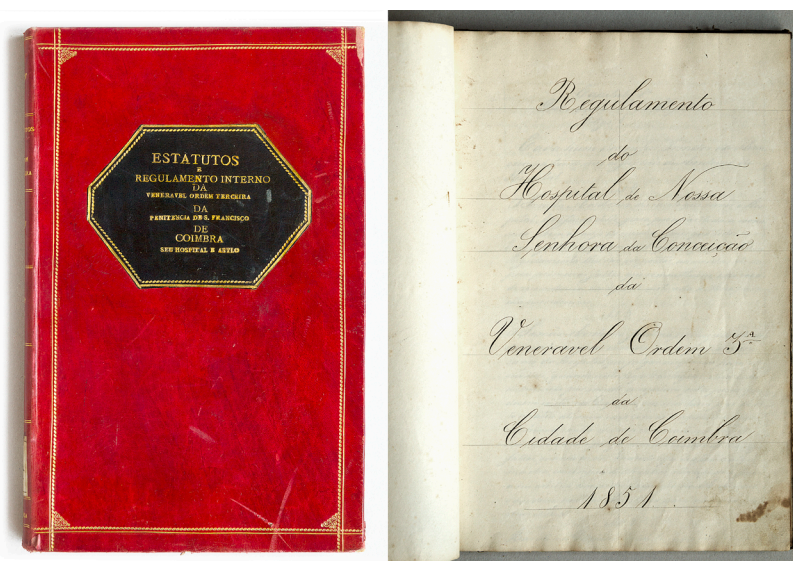 ESTATUTOS
E
REGULAMENTO INTERNO
DA
VENERAVEL ORDEM TERCEIRA
DA
PENITENCIA DE S. FRANCISCO
DE
COIMBRA
SEU HOSPITAL E ASYLO
Regulamento
do
Hospital de Nossa
Senhora da Conceição
da
Veneravel Ordem 3ª
da
Cidade de Coimbra
1851